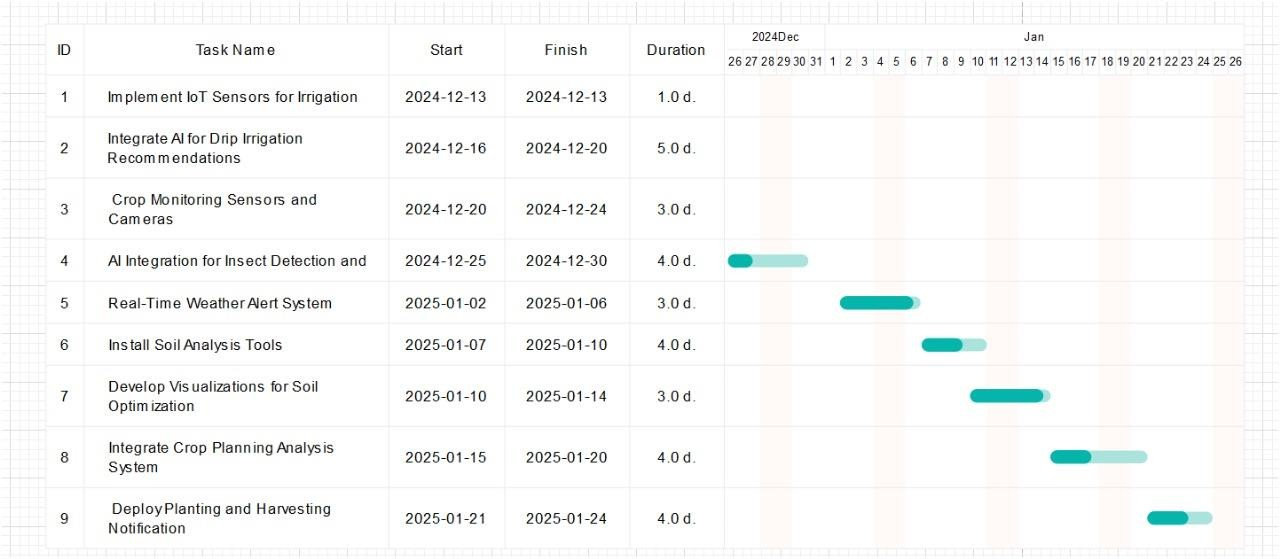 ID Task Name Start Finish Duration 2024Dec Jan
26 27 28 29 30 31 1 2 3 4 5 6 7 8 9 10 11 12 13 14 15 16 17 18 19 20 21 22 23 24 25 26
1 Implement IoT Sensors for Irrigation 2024-12-13 2024-12-13 1.0 d.
2 Integrate AI for Drip Irrigation
Recommendations 2024-12-16 2024-12-20 5.0 d.
3 Crop Monitoring Sensors and
Cameras 2024-12-20 2024-12-24 3.0 d.
4 AI Integration for Insect Detection and 2024-12-25 2024-12-30 4.0 d.
5 Real-Time Weather Alert System 2025-01-02 2025-01-06 3.0 d.
6 Install Soil Analysis Tools 2025-01-07 2025-01-10 4.0 d.
7 Develop Visualizations for Soil
Optimization 2025-01-10 2025-01-14 3.0 d.
8 Integrate Crop Planning Analysis
System 2025-01-15 2025-01-20 4.0 d.
9 Deploy Planting and Harvesting
Notification 2025-01-21 2025-01-24 4.0 d.